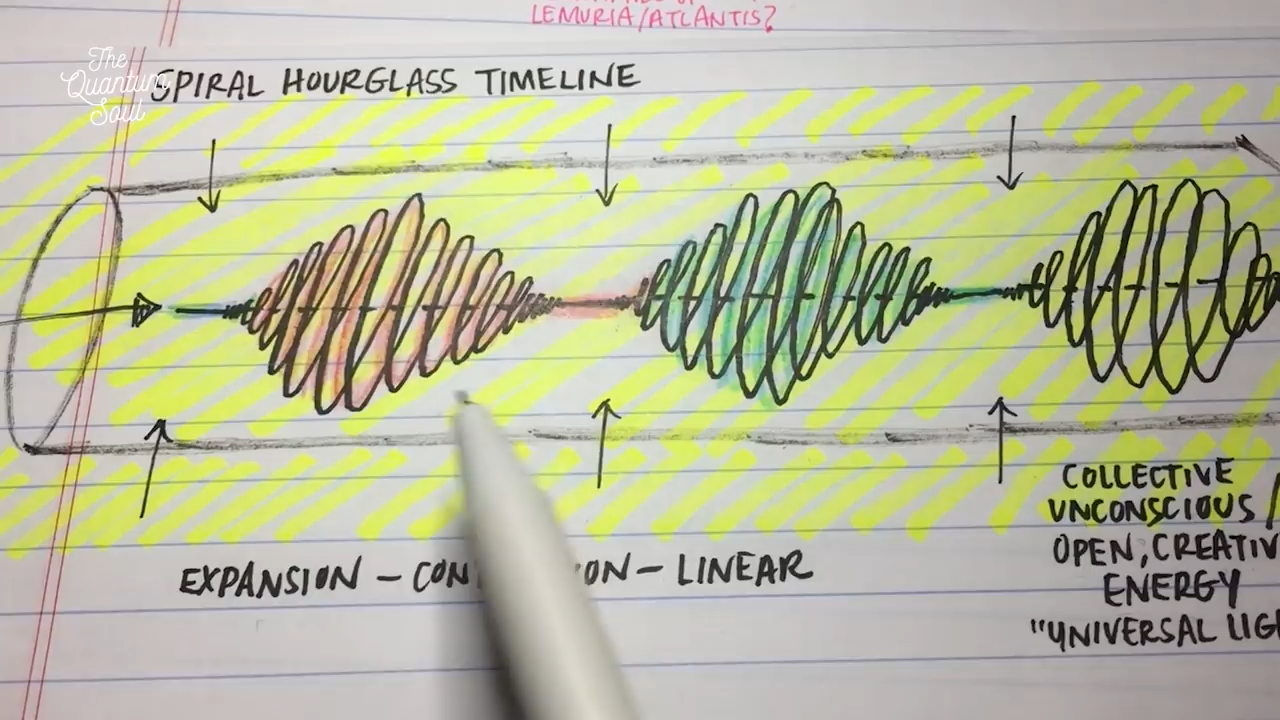 LEMURIA/ATLANTIS?
The
Quantum
Soul
SPIRAL HOURGLASS TIMELINE
COLLECTIVE
UNCONSCIOUS /
OPEN, CREATIV
ENERGY
"UNIVERSAL LIG
EXPANSION - CON ON - LINEAR